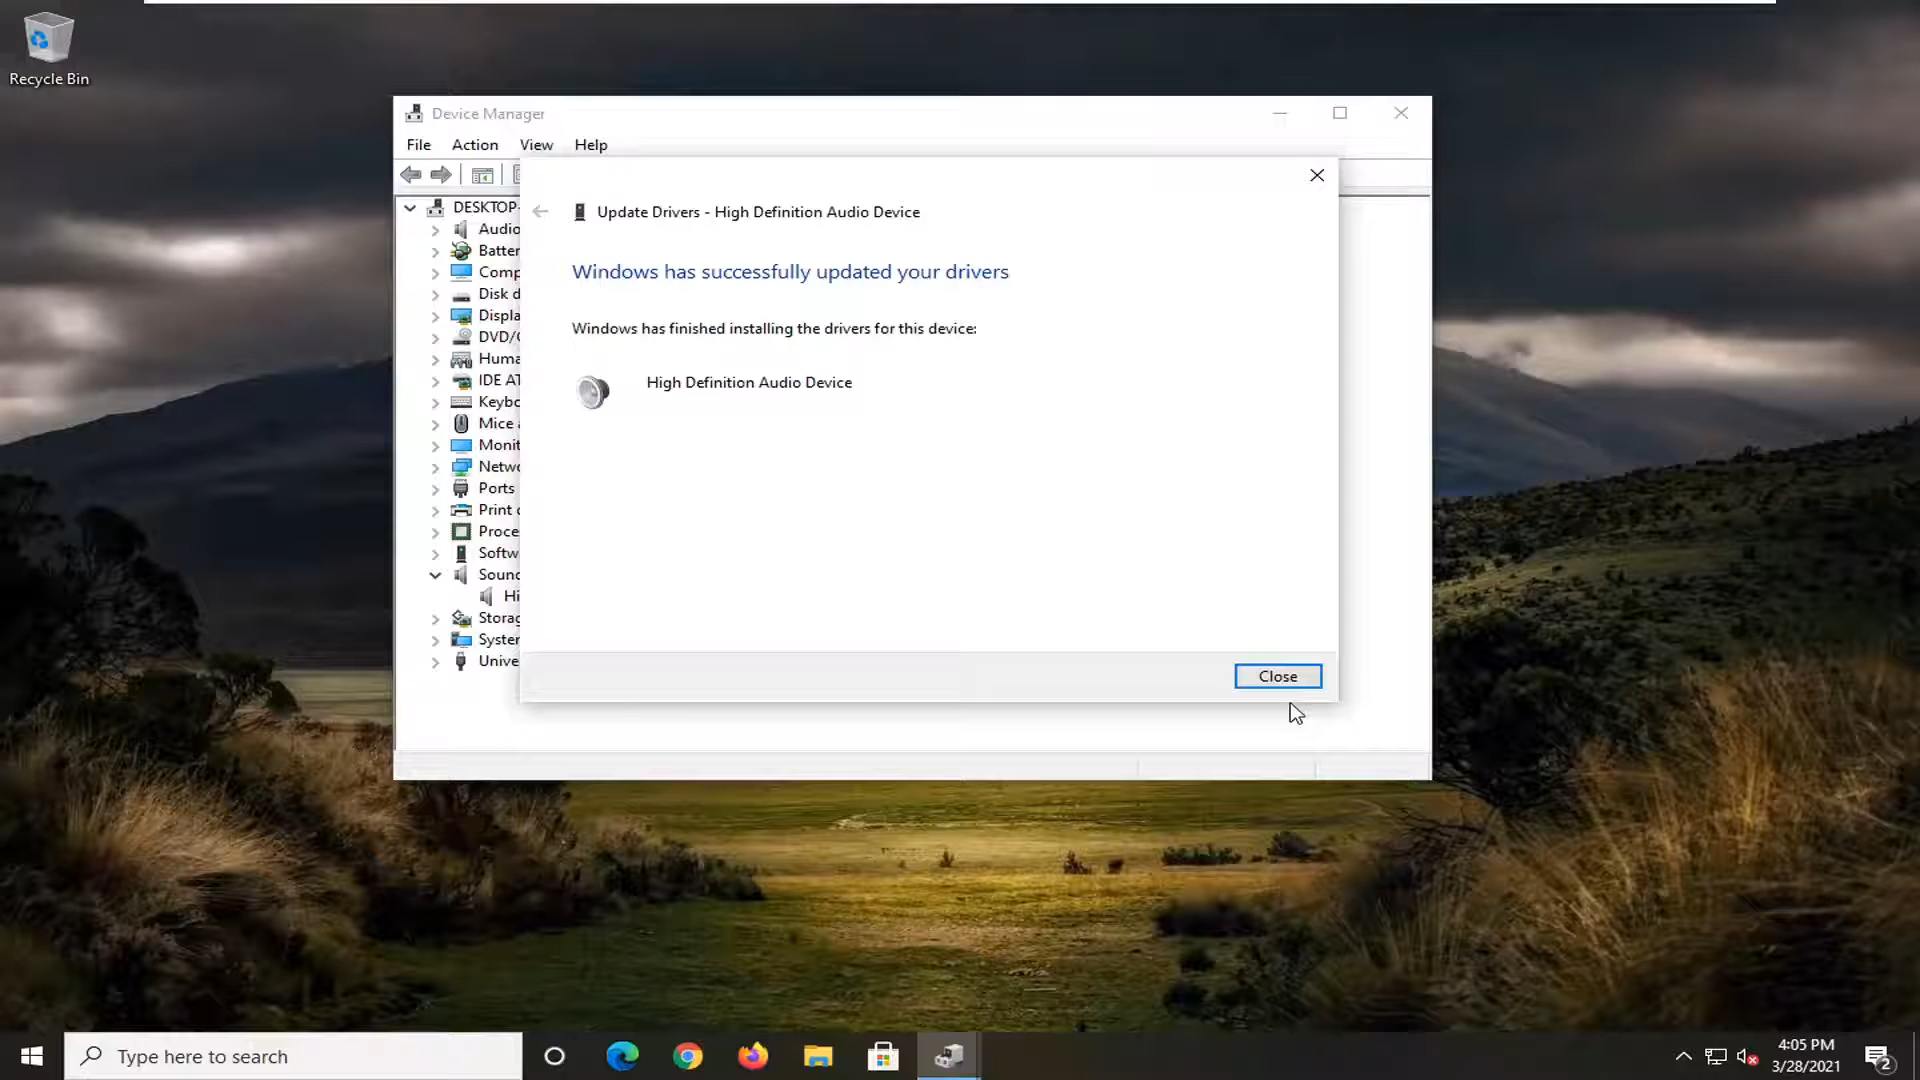 Recycle Bin
Device Manager
File Action View Help
DESKTOP-
Audio
Batter
Comp
Disk d
Displa
DVD/
Huma
IDE AT
Keybo
Mice a
Monit
Netwo
Ports
Print
Proce
Softw
Sound
Hi
Storag
System
Unive
Update Drivers - High Definition Audio Device
Windows has successfully updated your drivers
Windows has finished installing the drivers for this device:
High Definition Audio Device
Close
Type here to search
4:05 PM
3/28/2021
2